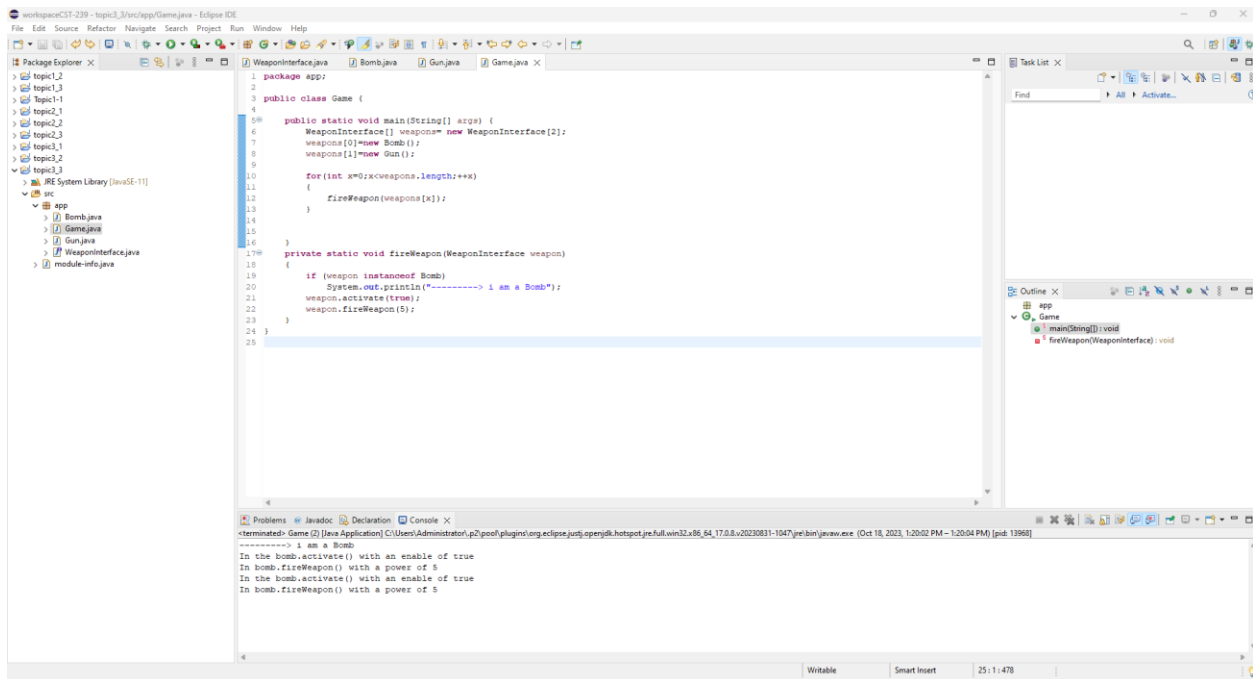 workspaceCST-239 - topic3_3/src/app/Game.java - Eclipse IDE
File Edit Source Refactor Navigate Search Project Run Window Help
Package Explorer
topic1_2
topic1_3
Topic1-1
topic2_1
topic2_2
topic2_3
topic3_1
topic3_2
topic3_3
JRE System Library [JavaSE-11]
src
app
Bomb.java
Game.java
Gun.java
WeaponInterface.java
module-info.java
WeaponInterface.java Bomb.java Gun.java Game.java
1 package app;
2
3 public class Game {
4
5 public static void main(String[] args) {
6 WeaponInterface[] weapons= new WeaponInterface[2];
7 weapons[0]=new Bomb();
8 weapons[1]=new Gun();
9
10 for(int x=0;x<weapons.length;++x)
11 {
12 fireWeapon(weapons[x]);
13 }
14
15
16 }
17 private static void fireWeapon(WeaponInterface weapon)
18 {
19 if (weapon instanceof Bomb)
20 System.out.println("---------> i am a Bomb");
21 weapon.activate(true);
22 weapon.fireWeapon(5);
23 }
24 }
25
Task List
Find All Activate...
Outline
app
Game
main(String[]) : void
fireWeapon(WeaponInterface) : void
Problems Javadoc Declaration Console
<terminated> Game (2) [Java Application] C:\Users\Administrator\.p2\pool\plugins\org.eclipse.justj.openjdk.hotspot.jre.full.win32.x86_64_17.0.8.v20230831-1047\jre\bin\javaw.exe (Oct 18, 2023, 1:20:02 PM – 1:20:04 PM) [pid: 13968]
---------> i am a Bomb
In the bomb.activate() with an enable of true
In bomb.fireWeapon() with a power of 5
In the bomb.activate() with an enable of true
In bomb.fireWeapon() with a power of 5
Writable Smart Insert 25 : 1 : 478